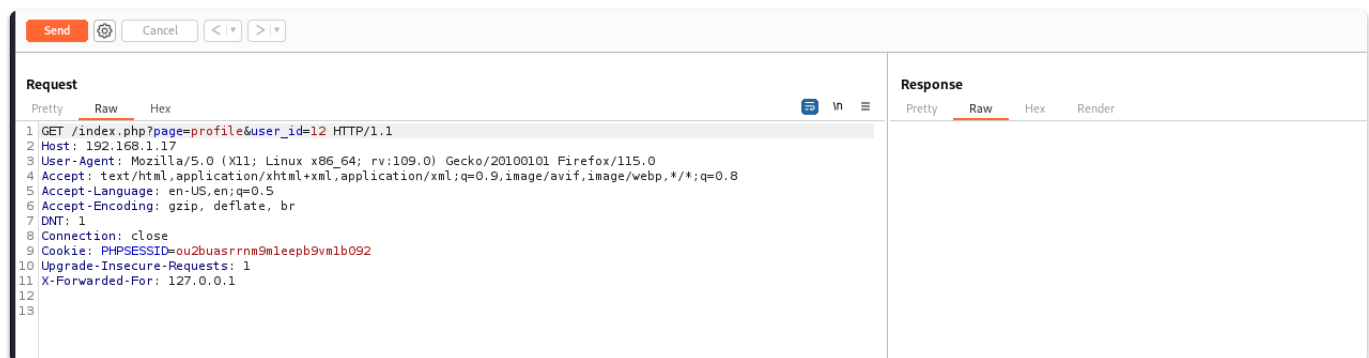 Send Cancel < >
Request Response
Pretty Raw Hex \n Pretty Raw Hex Render
1 GET /index.php?page=profile&user_id=12 HTTP/1.1
2 Host: 192.168.1.17
3 User-Agent: Mozilla/5.0 (X11; Linux x86_64; rv:109.0) Gecko/20100101 Firefox/115.0
4 Accept: text/html,application/xhtml+xml,application/xml;q=0.9,image/avif,image/webp,*/*;q=0.8
5 Accept-Language: en-US,en;q=0.5
6 Accept-Encoding: gzip, deflate, br
7 DNT: 1
8 Connection: close
9 Cookie: PHPSESSID=ou2buasrrnm9m1eepb9vm1b092
10 Upgrade-Insecure-Requests: 1
11 X-Forwarded-For: 127.0.0.1
12
13